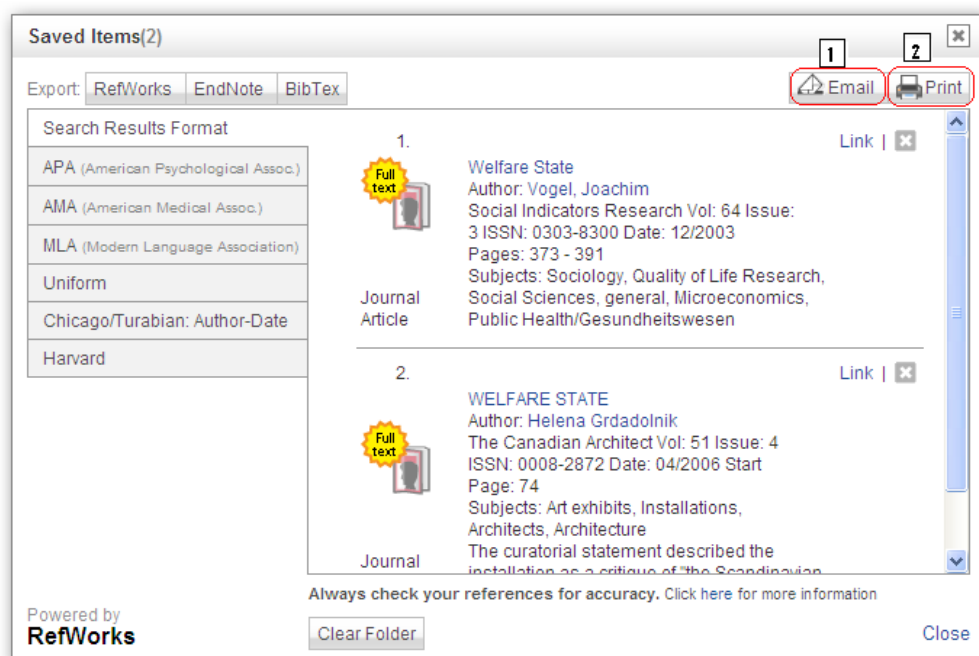 Saved Items(2)
1
2
Export: RefWorks EndNote BibTex
Email
Print
Search Results Format
APA (American Psychological Assoc.)
AMA (American Medical Assoc.)
MLA (Modern Language Association)
Uniform
Chicago/Turabian: Author-Date
Harvard
1.
Link |
Full
text
Journal
Article
Welfare State
Author: Vogel, Joachim
Social Indicators Research Vol: 64 Issue:
3 ISSN: 0303-8300 Date: 12/2003
Pages: 373 - 391
Subjects: Sociology, Quality of Life Research,
Social Sciences, general, Microeconomics,
Public Health/Gesundheitswesen
2.
Link |
Full
text
Journal
WELFARE STATE
Author: Helena Grdadolnik
The Canadian Architect Vol: 51 Issue: 4
ISSN: 0008-2872 Date: 04/2006 Start
Page: 74
Subjects: Art exhibits, Installations,
Architects, Architecture
The curatorial statement described the
installation as a critique of "the Scandinavian
Always check your references for accuracy. Click here for more information
Powered by
RefWorks
Clear Folder
Close